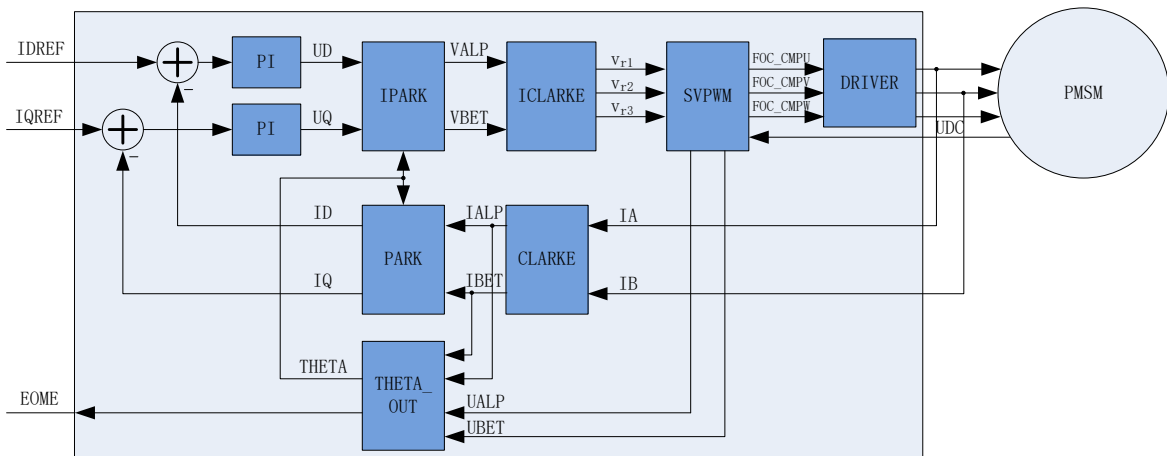 IDREF
PI
UD
IPARK
VALP
ICLARKE
Vr1
Vr2
Vr3
SVPWM
FOC_CMPU
FOC_CMPV
FOC_CMPW
DRIVER
PMSM
IQREF
PI
UQ
VBET
UDC
ID
PARK
IALP
CLARKE
IA
IQ
IBET
IB
THETA
THETA_
OUT
EOME
UALP
UBET